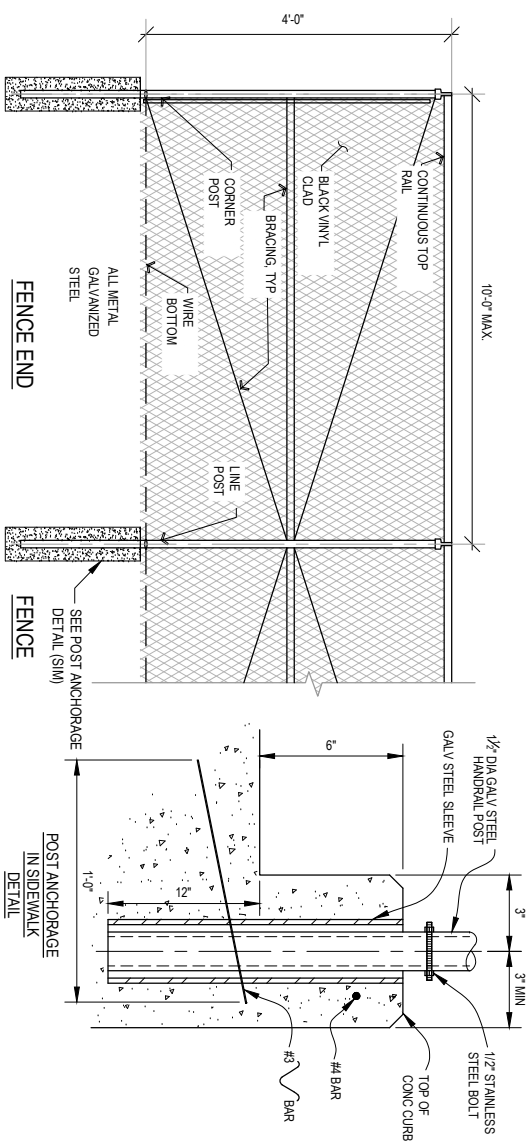 4'-0"
10'-0" MAX.
CONTINUOUS TOP
RAIL
BLACK VINYL
CLAD
BRACING, TYP
CORNER
POST
WIRE
BOTTOM
LINE
POST
ALL METAL
GALVANIZED
STEEL
SEE POST ANCHORAGE
DETAIL (SIM)
FENCE END
FENCE
1½" DIA GALV STEEL
HANDRAIL POST
GALV STEEL SLEEVE
3"
3" MIN
6"
12"
1'-0"
1/2" STAINLESS
STEEL BOLT
TOP OF
CONC CURB
#4 BAR
#3
BAR
POST ANCHORAGE
IN SIDEWALK
DETAIL